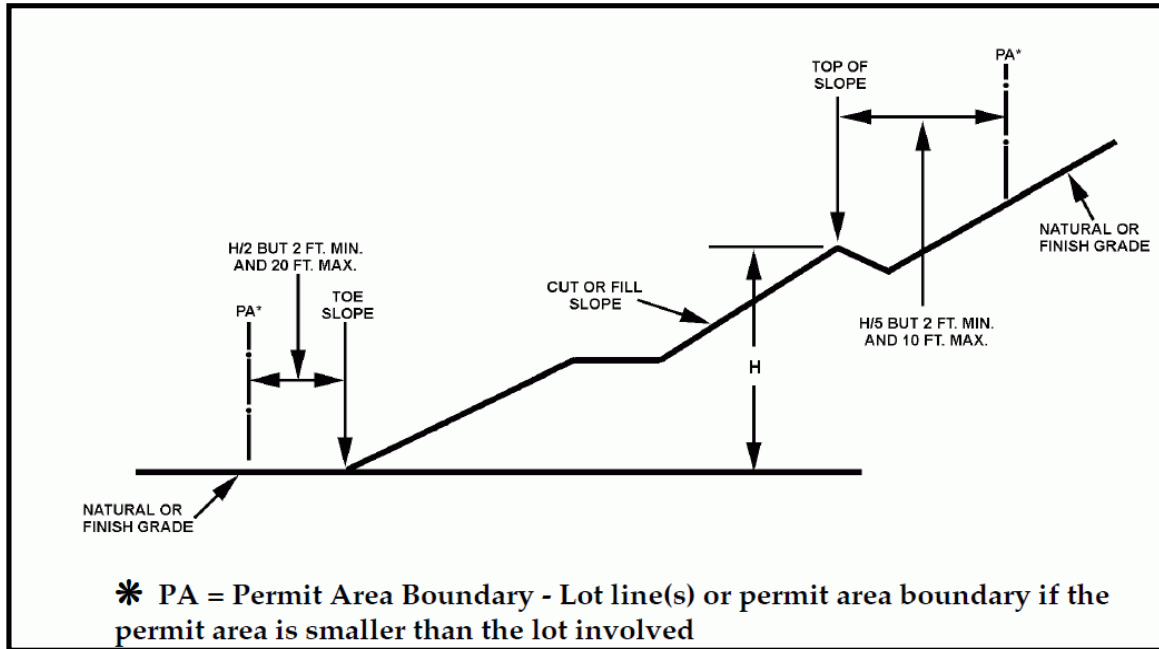 TOP OF
SLOPE
PA*
NATURAL OR
FINISH GRADE
H/2 BUT 2 FT. MIN.
AND 20 FT. MAX.
PA*
TOE
SLOPE
CUT OR FILL
SLOPE
H/5 BUT 2 FT. MIN.
AND 10 FT. MAX.
H
NATURAL OR
FINISH GRADE
* PA = Permit Area Boundary - Lot line(s) or permit area boundary if the
permit area is smaller than the lot involved